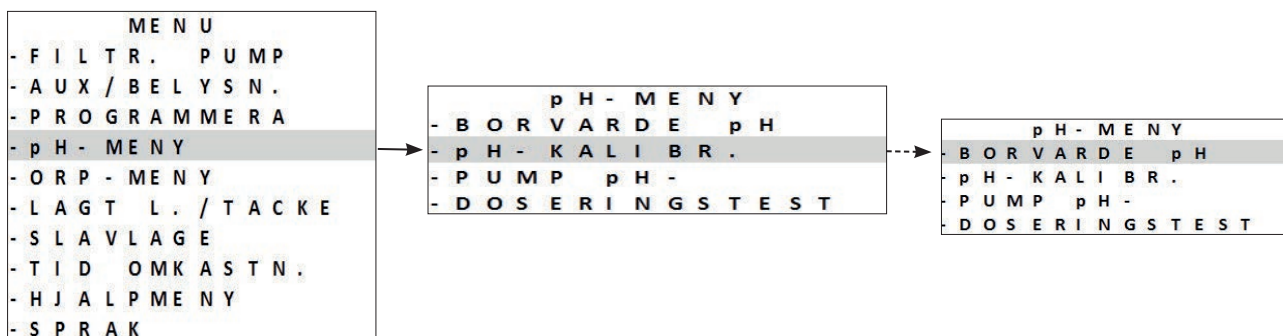 MENU
- FILTR. PUMP
- AUX/BELYSN.
- PROGRAMMERA
- pH-MENY
- ORP-MENY
- LAGT L./TACKE
- SLAVLAGE
- TID OMKASTN.
- HJALPMENY
- SPRAK
pH-MENY
- BORVARDE pH
- pH-KALIBR.
- PUMP pH-
- DOSERINGSTEST
pH-MENY
- BORVARDE pH
- pH-KALIBR.
- PUMP pH-
- DOSERINGSTEST